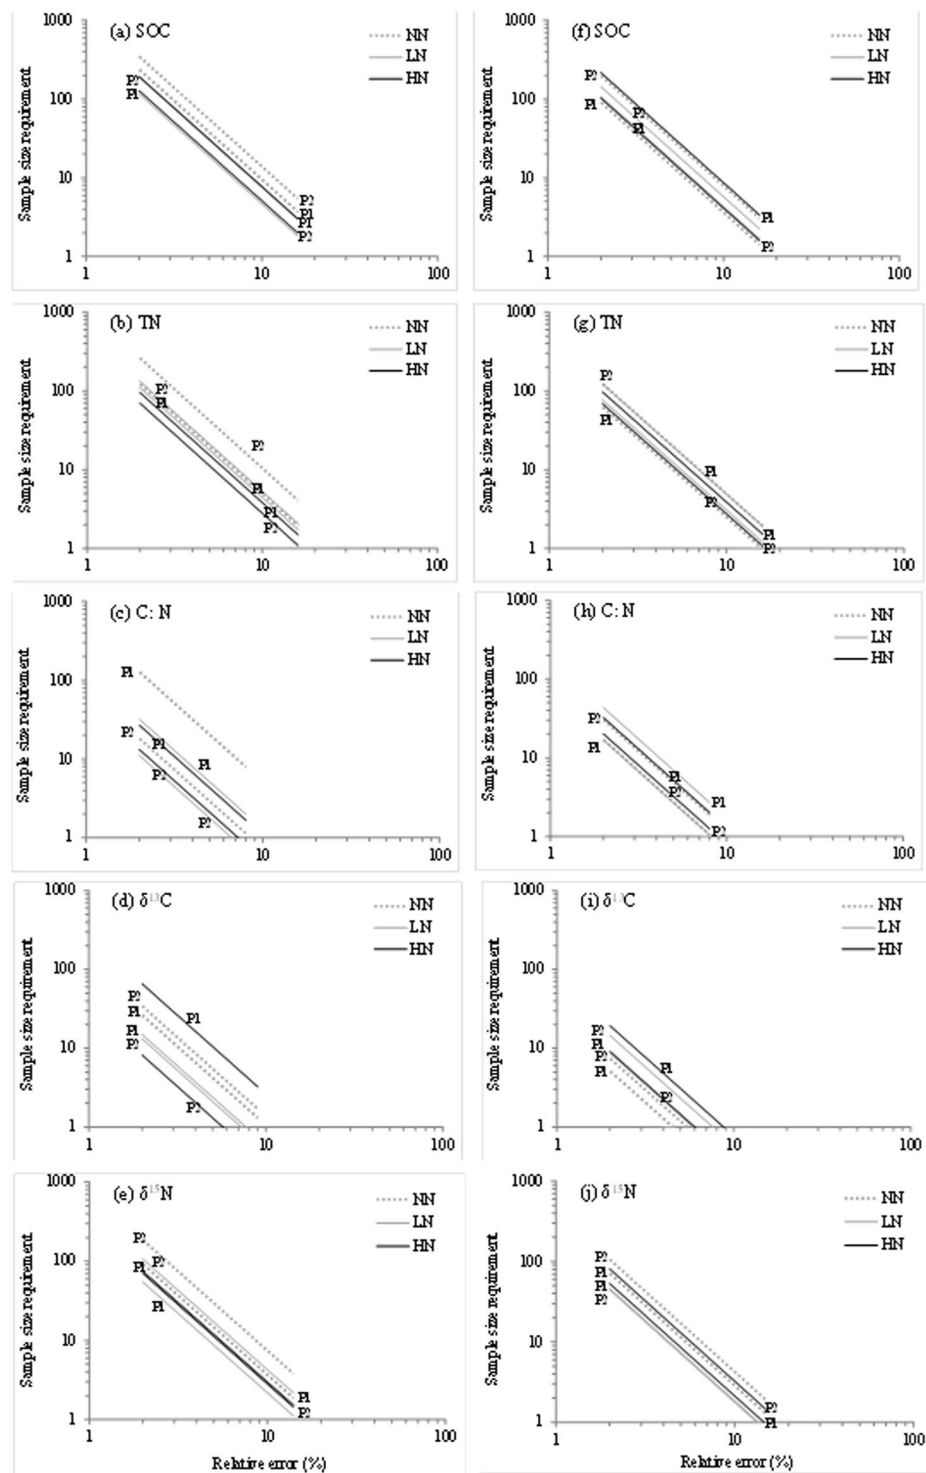 (a) SOC
NN
LN
HN
Sample size requirement
1000
100
10
1
P2
P1
P2
P1
P1
P2
1
10
100
(f) SOC
NN
LN
HN
Sample size requirement
1000
100
10
1
P2
P1
P2
P1
P1
P2
1
10
100
(b) TN
NN
LN
HN
Sample size requirement
1000
100
10
1
P2
P1
P2
P1
P1
P2
1
10
100
(g) TN
NN
LN
HN
Sample size requirement
1000
100
10
1
P2
P1
P1
P2
P1
P2
1
10
100
(c) C: N
NN
LN
HN
Sample size requirement
1000
100
10
1
P1
P2
P1
P2
P1
P2
1
10
100
(h) C: N
NN
LN
HN
Sample size requirement
1000
100
10
1
P2
P1
P1
P2
P1
P2
1
10
100
(d) δ¹³C
NN
LN
HN
Sample size requirement
1000
100
10
1
P2
P1
P1
P2
P1
P2
1
10
100
(i) δ¹³C
NN
LN
HN
Sample size requirement
1000
100
10
1
P2
P1
P2
P1
P1
P2
1
10
100
(e) δ¹⁵N
NN
LN
HN
Sample size requirement
1000
100
10
1
P2
P1
P2
P1
P1
P2
1
10
100
Relative error (%)
(j) δ¹⁵N
NN
LN
HN
Sample size requirement
1000
100
10
1
P2
P1
P1
P2
P2
P1
1
10
100
Relative error (%)